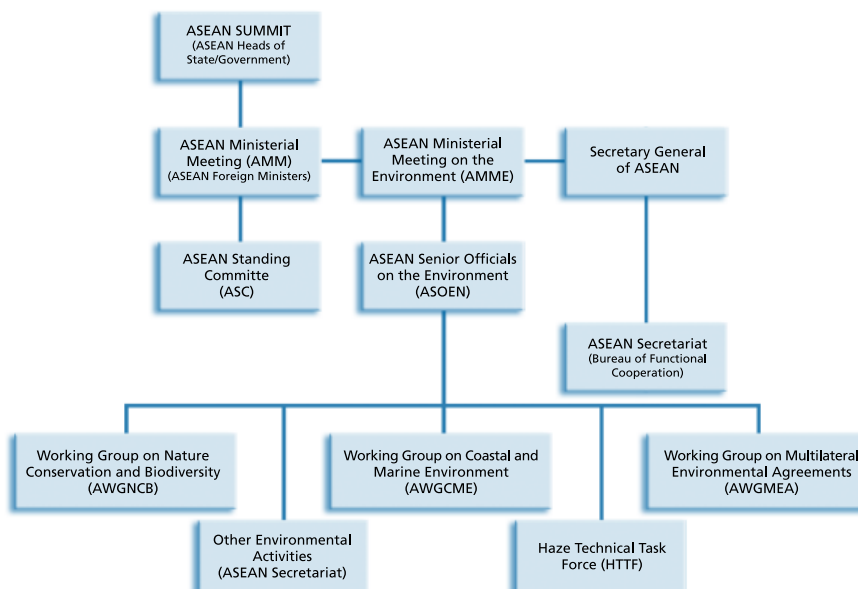 ASEAN SUMMIT
(ASEAN Heads of
State/Government)
ASEAN Ministerial
Meeting (AMM)
(ASEAN Foreign Ministers)
ASEAN Ministerial
Meeting on the
Environment (AMME)
Secretary General
of ASEAN
ASEAN Standing
Committe
(ASC)
ASEAN Senior Officials
on the Environment
(ASOEN)
ASEAN Secretariat
(Bureau of Functional
Cooperation)
Working Group on Nature
Conservation and Biodiversity
(AWGNCB)
Working Group on Coastal and
Marine Environment
(AWGCME)
Working Group on Multilateral
Environmental Agreements
(AWGMEA)
Other Environmental
Activities
(ASEAN Secretariat)
Haze Technical Task
Force (HTTF)